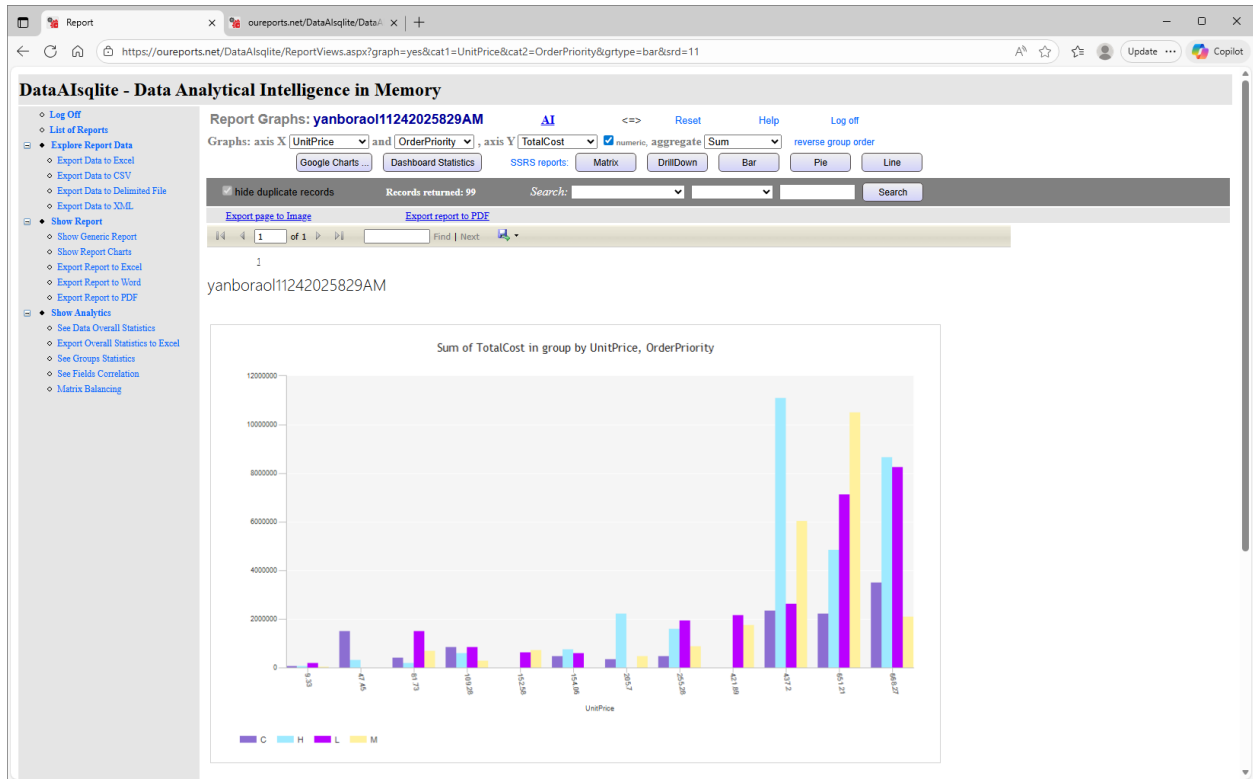 Report
oureports.net/DataAIsqlite/DataA
https://oureports.net/DataAIsqlite/ReportViews.aspx?graph=yes&cat1=UnitPrice&cat2=OrderPriority&grtype=bar&srd=11
Update
Copilot
DataAIsqlite - Data Analytical Intelligence in Memory
Log Off
List of Reports
Explore Report Data
Export Data to Excel
Export Data to CSV
Export Data to Delimited File
Export Data to XML
Show Report
Show Generic Report
Show Report Charts
Export Report to Excel
Export Report to Word
Export Report to PDF
Show Analytics
See Data Overall Statistics
Export Overall Statistics to Excel
See Groups Statistics
See Fields Correlation
Matrix Balancing
Report Graphs: yanboraol11242025829AM AI <=> Reset Help Log off
Graphs: axis X UnitPrice and OrderPriority , axis Y TotalCost numeric, aggregate Sum reverse group order
Google Charts ... Dashboard Statistics SSRS reports: Matrix DrillDown Bar Pie Line
hide duplicate records Records returned: 99 Search: Search
Export page to Image Export report to PDF
1 of 1 Find | Next
1
yanboraol11242025829AM
Sum of TotalCost in group by UnitPrice, OrderPriority
12000000
10000000
8000000
6000000
4000000
2000000
0
9.33 47.45 81.73 109.28 152.58 154.06 205.7 255.28 421.89 437.2 651.21 668.27
UnitPrice
C H L M